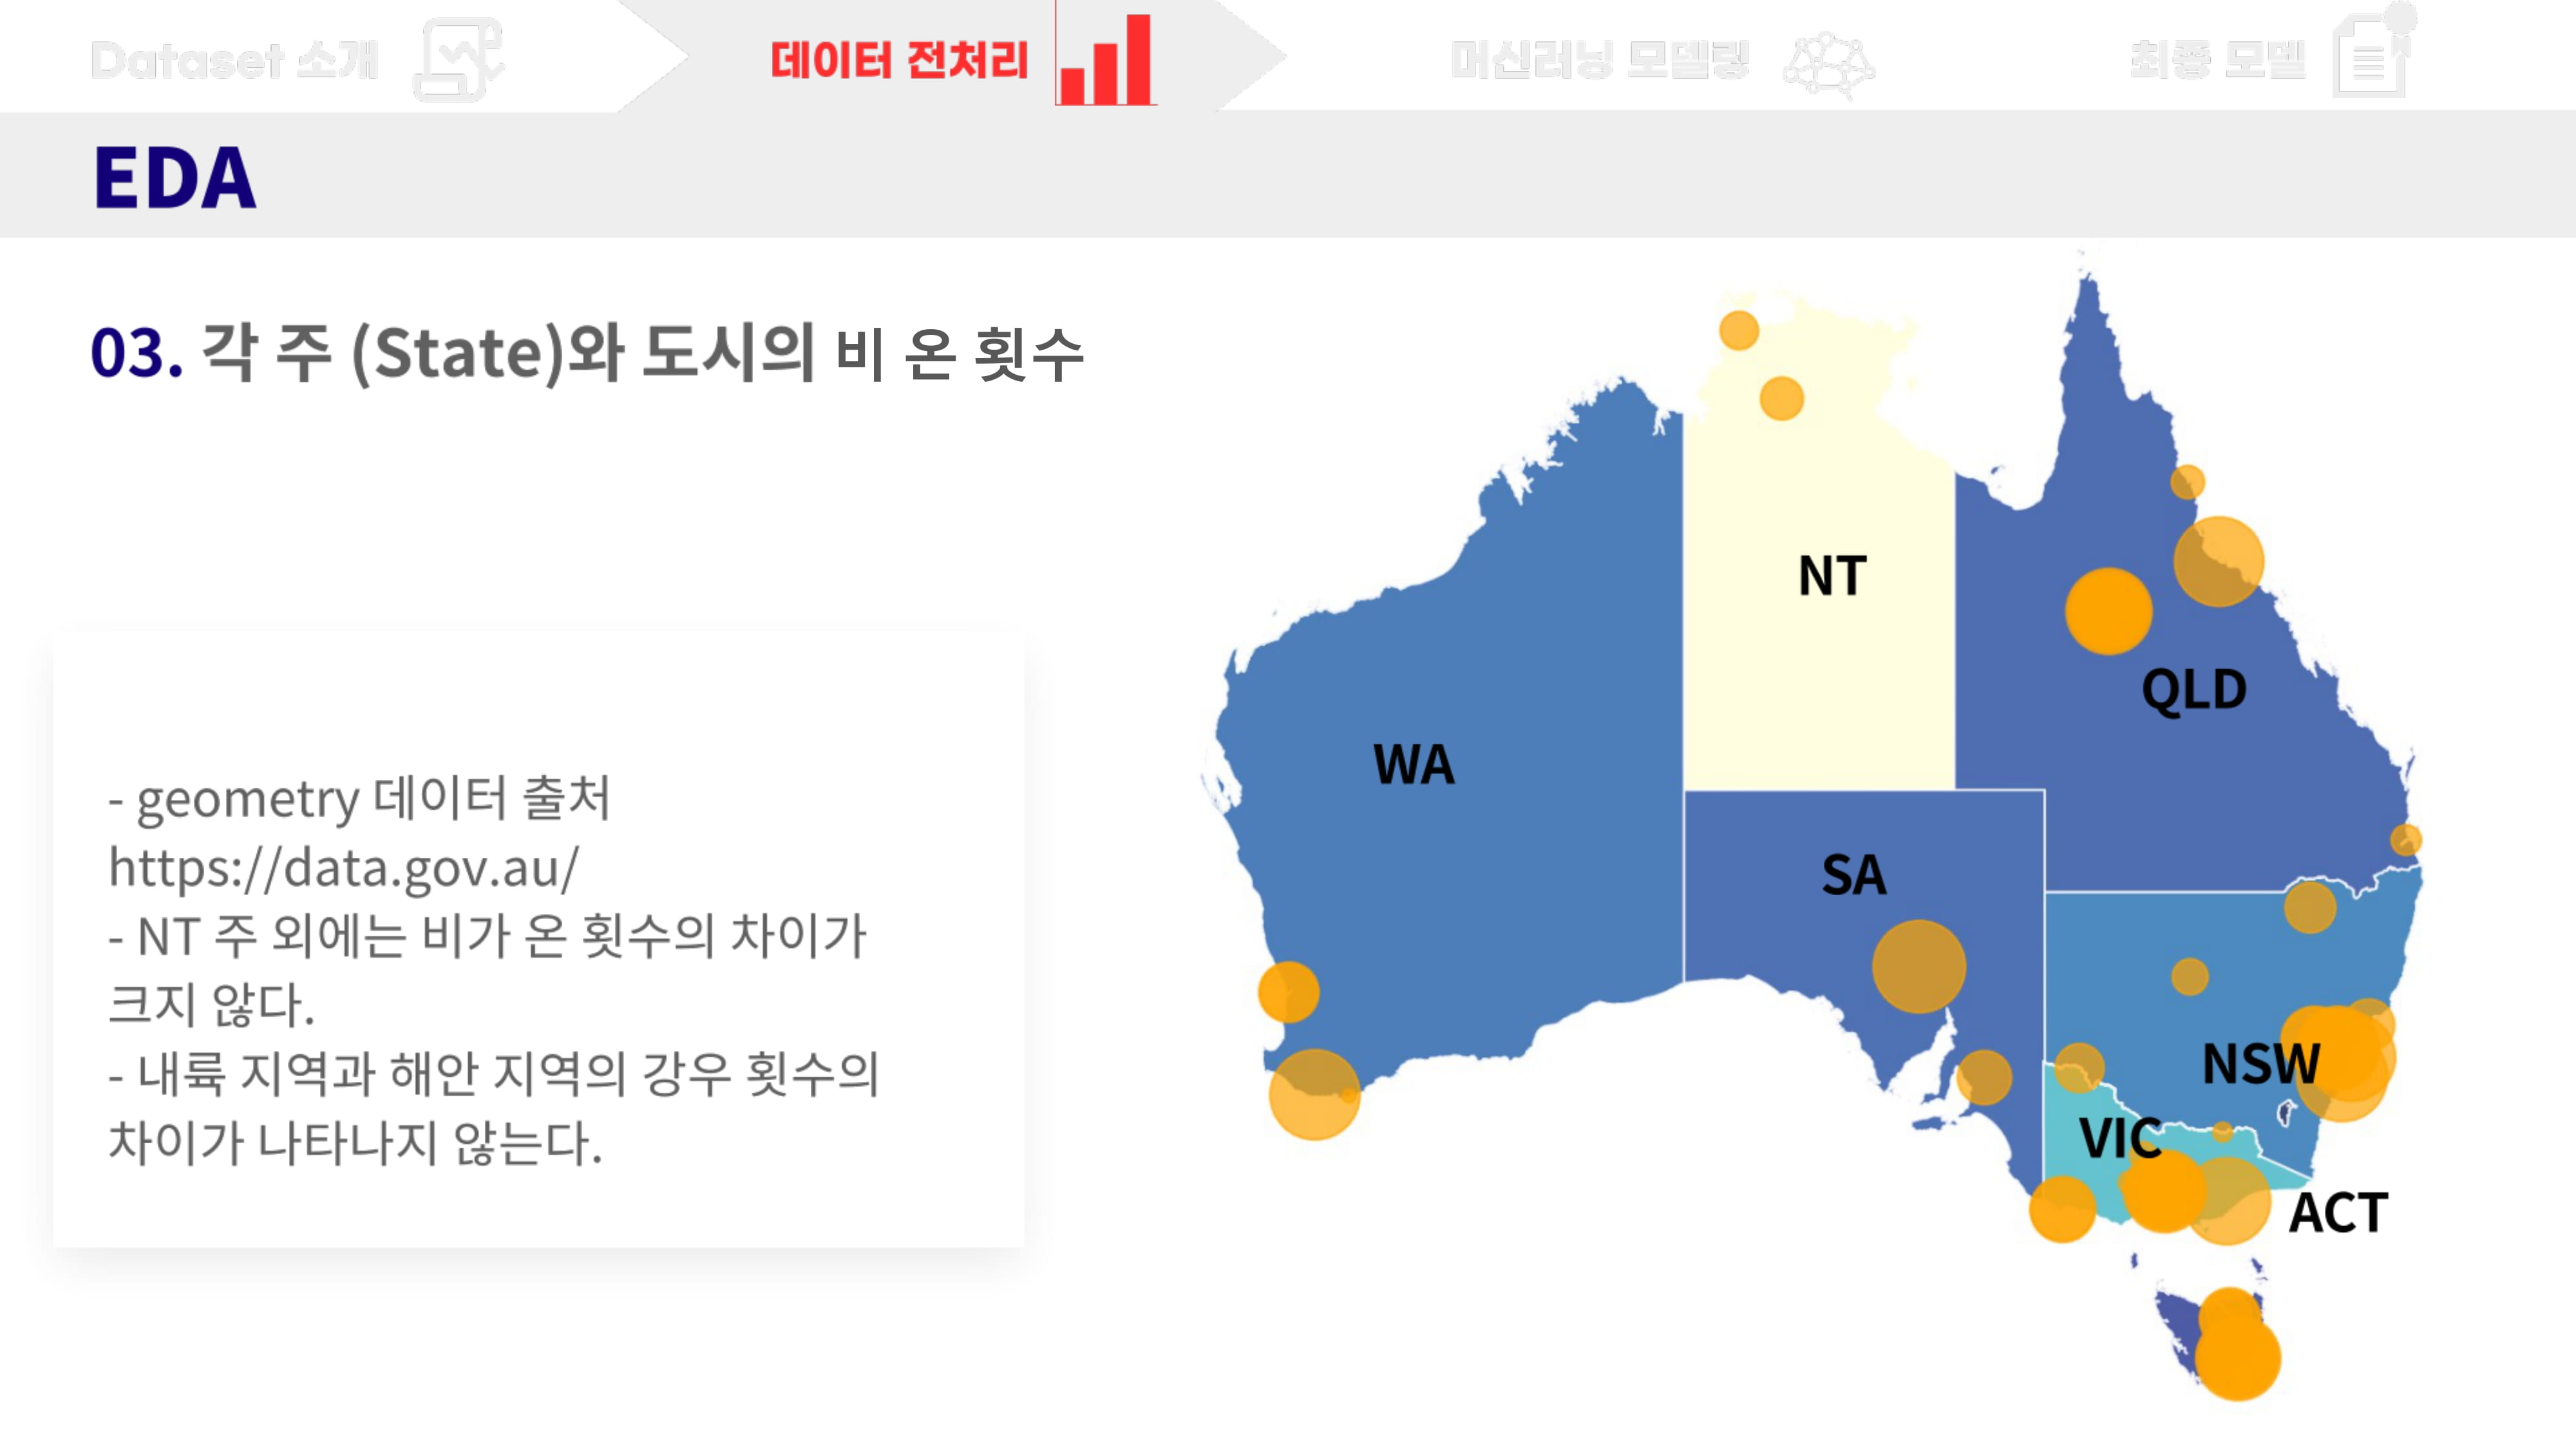 Dataset 소개
데이터 전처리
머신러닝 모델링
최종 모델
EDA
03. 각 주 (State)와 도시의 비 온 횟수
- geometry 데이터 출처
https://data.gov.au/
- NT 주 외에는 비가 온 횟수의 차이가
크지 않다.
- 내륙 지역과 해안 지역의 강우 횟수의
차이가 나타나지 않는다.
NT
QLD
WA
SA
NSW
VIC
ACT